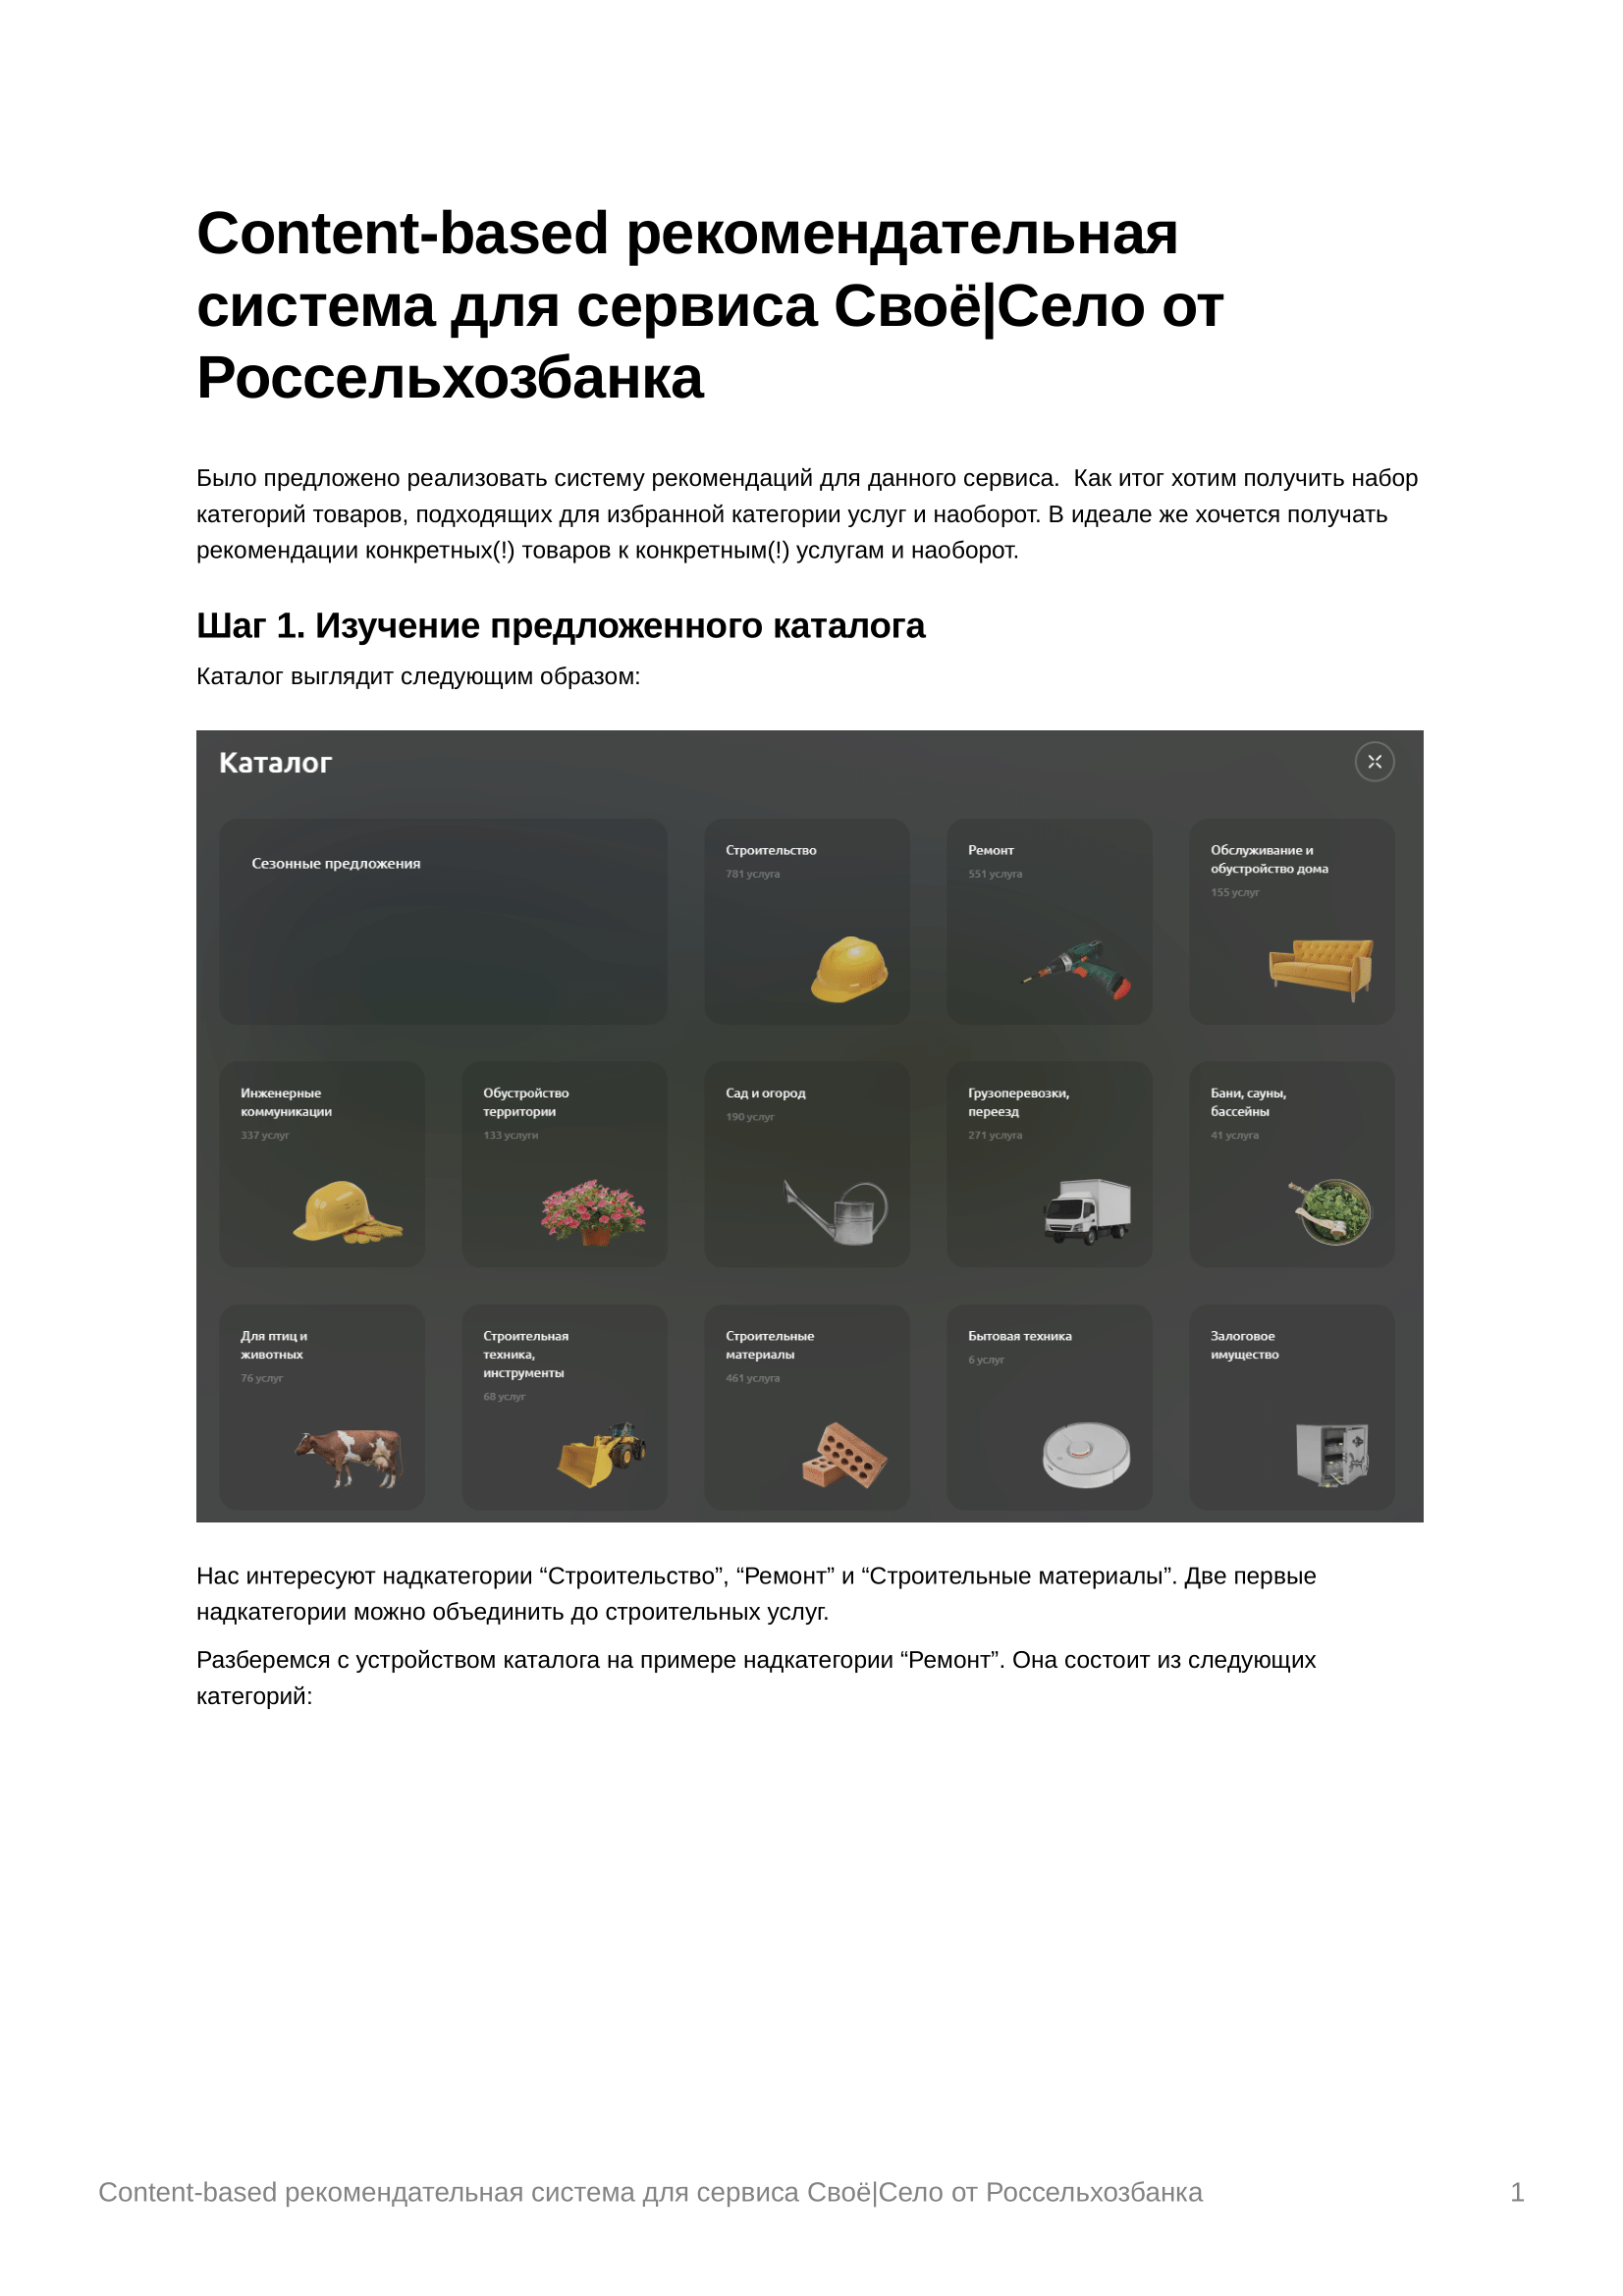 Content-based рекомендательная
система для сервиса Своё|Село от
Россельхозбанка
Было предложено реализовать систему рекомендаций для данного сервиса.  Как итог хотим получить набор
категорий товаров, подходящих для избранной категории услуг и наоборот. В идеале же хочется получать
рекомендации конкретных(!) товаров к конкретным(!) услугам и наоборот.
Шаг 1. Изучение предложенного каталога
Каталог выглядит следующим образом:
Каталог
Сезонные предложения
Строительство
781 услуга
Ремонт
551 услуга
Обслуживание и
обустройство дома
155 услуг
Инженерные
коммуникации
337 услуг
Обустройство
территории
133 услуги
Сад и огород
190 услуг
Грузоперевозки,
переезд
271 услуга
Бани, сауны,
бассейны
41 услуга
Для птиц и
животных
76 услуг
Строительная
техника,
инструменты
68 услуг
Строительные
материалы
461 услуга
Бытовая техника
6 услуг
Залоговое
имущество
Нас интересуют надкатегории “Строительство”, “Ремонт” и “Строительные материалы”. Две первые
надкатегории можно объединить до строительных услуг.
Разберемся с устройством каталога на примере надкатегории “Ремонт”. Она состоит из следующих
категорий:
Content-based рекомендательная система для сервиса Своё|Село от Россельхозбанка
1